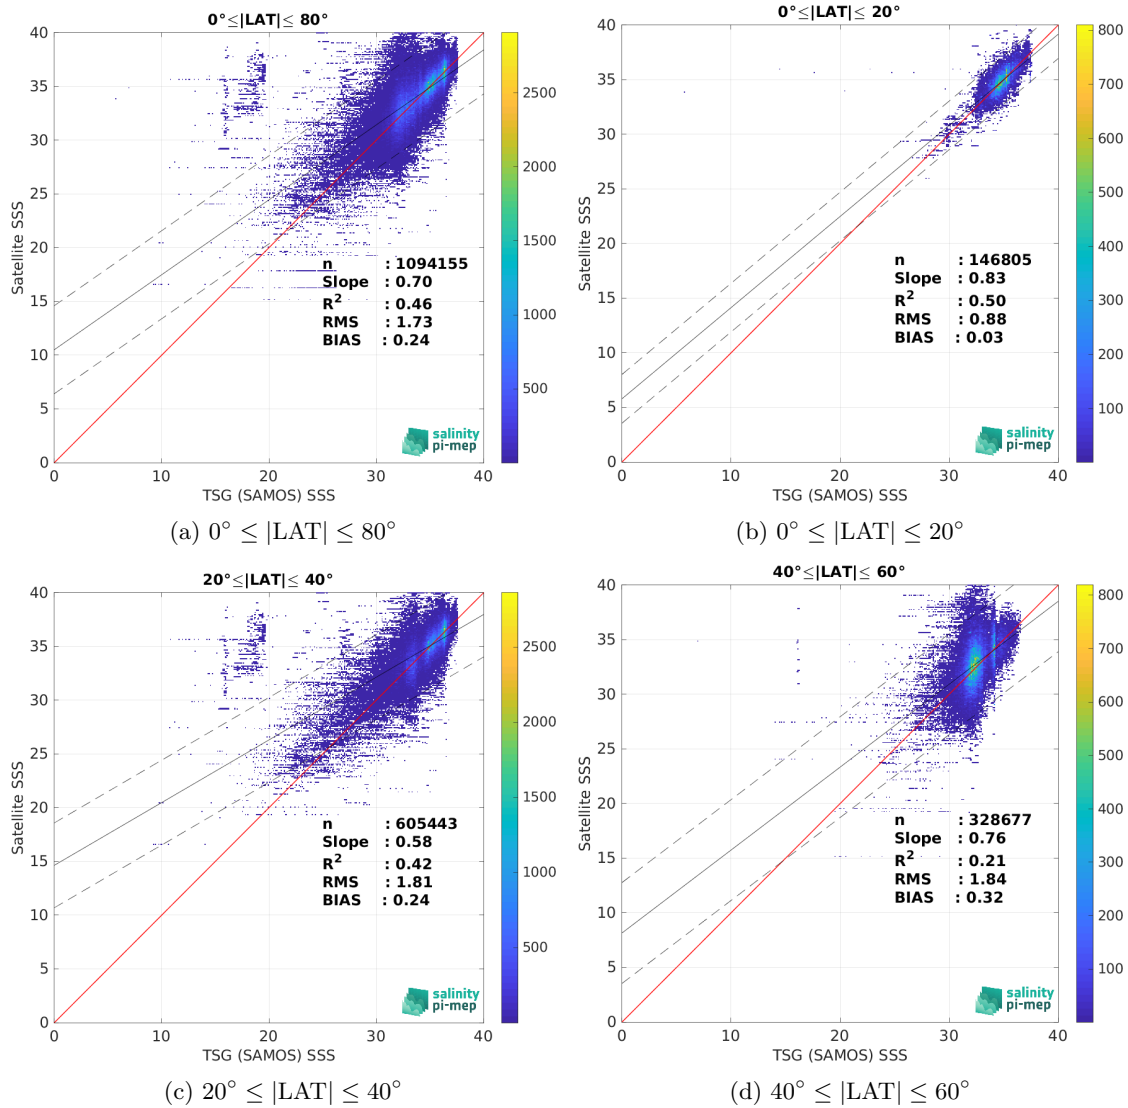 0°≤|LAT|≤ 80°
40
35
30
25
20
15
10
5
0
Satellite SSS
n : 1094155
Slope : 0.70
R² : 0.46
RMS : 1.73
BIAS : 0.24
salinity
pi-mep
0 10 20 30 40
TSG (SAMOS) SSS
2500
2000
1500
1000
500
(a) 0° ≤ |LAT| ≤ 80°
0°≤|LAT|≤ 20°
40
35
30
25
20
15
10
5
0
Satellite SSS
n : 146805
Slope : 0.83
R² : 0.50
RMS : 0.88
BIAS : 0.03
salinity
pi-mep
0 10 20 30 40
TSG (SAMOS) SSS
800
700
600
500
400
300
200
100
(b) 0° ≤ |LAT| ≤ 20°
20°≤|LAT|≤ 40°
40
35
30
25
20
15
10
5
0
Satellite SSS
n : 605443
Slope : 0.58
R² : 0.42
RMS : 1.81
BIAS : 0.24
salinity
pi-mep
0 10 20 30 40
TSG (SAMOS) SSS
2500
2000
1500
1000
500
(c) 20° ≤ |LAT| ≤ 40°
40°≤|LAT|≤ 60°
40
35
30
25
20
15
10
5
0
Satellite SSS
n : 328677
Slope : 0.76
R² : 0.21
RMS : 1.84
BIAS : 0.32
salinity
pi-mep
0 10 20 30 40
TSG (SAMOS) SSS
800
700
600
500
400
300
200
100
(d) 40° ≤ |LAT| ≤ 60°